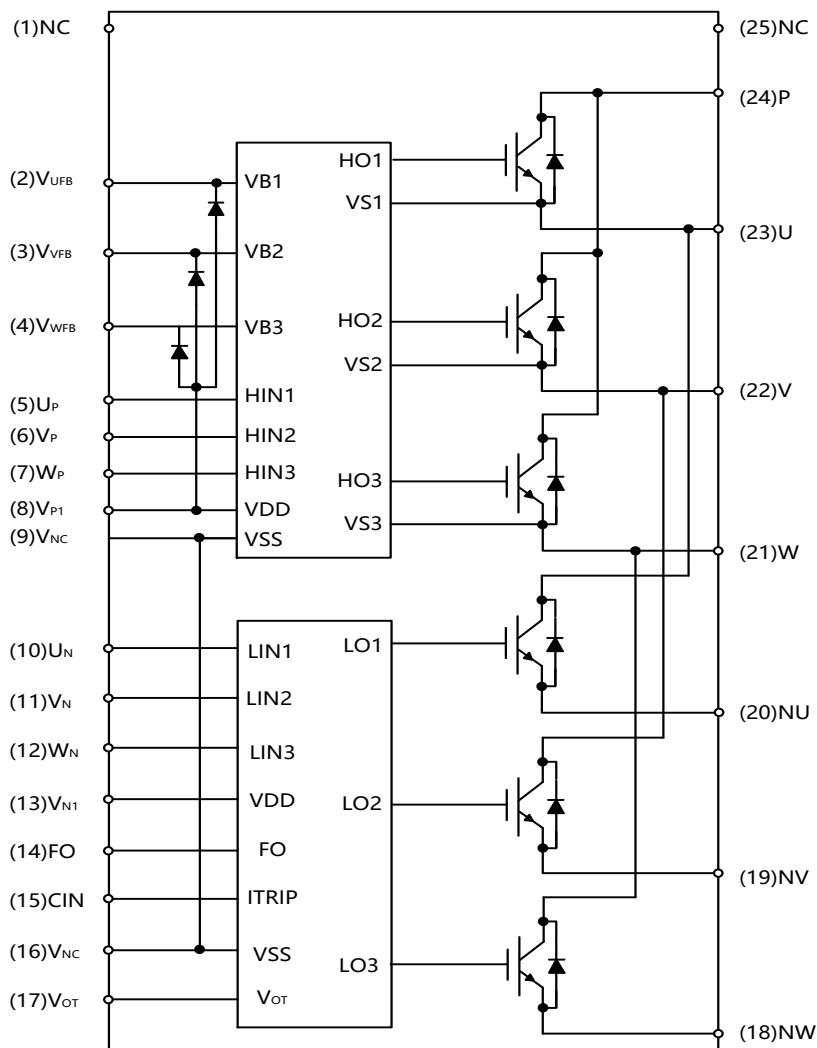 (1)NC
(2)VUFB
(3)VVFB
(4)VWFB
(5)UP
(6)VP
(7)WP
(8)VP1
(9)VNC
(10)UN
(11)VN
(12)WN
(13)VN1
(14)FO
(15)CIN
(16)VNC
(17)VOT
VB1
VB2
VB3
HIN1
HIN2
HIN3
VDD
VSS
HO1
VS1
HO2
VS2
HO3
VS3
LIN1
LIN2
LIN3
VDD
FO
ITRIP
VSS
VOT
LO1
LO2
LO3
(25)NC
(24)P
(23)U
(22)V
(21)W
(20)NU
(19)NV
(18)NW